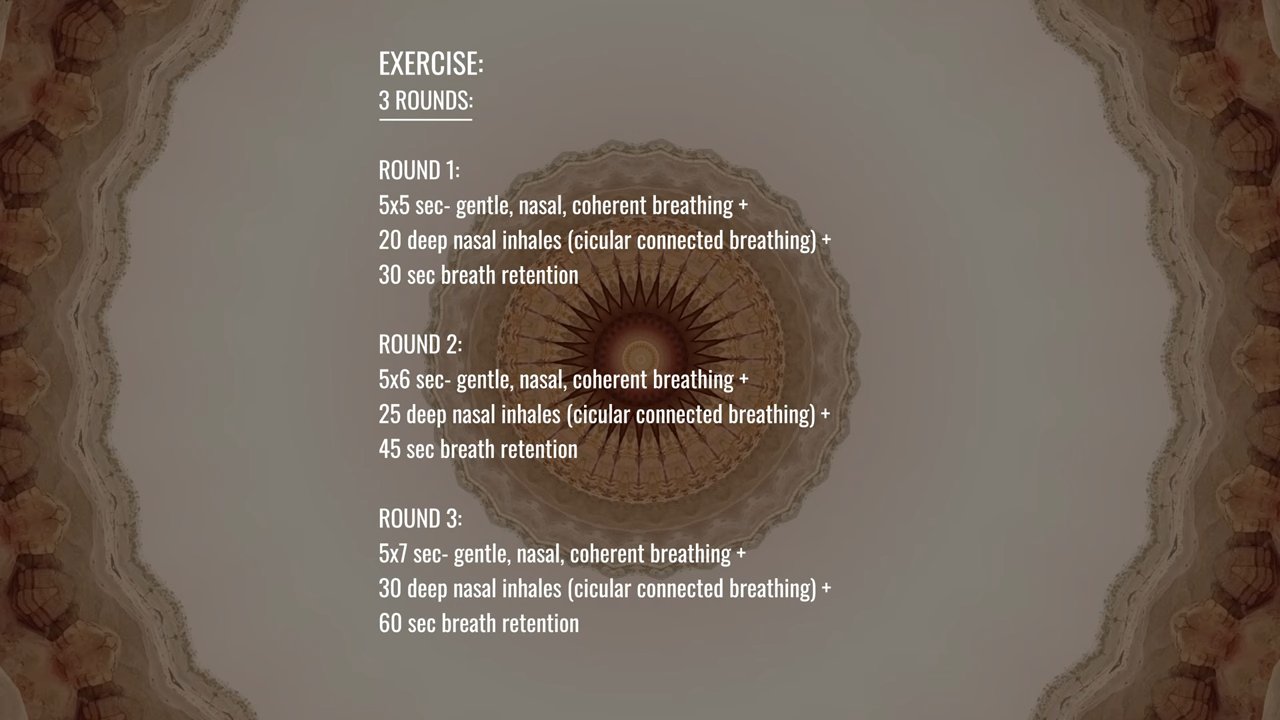 EXERCISE:
3 ROUNDS:
ROUND 1:
5x5 sec- gentle, nasal, coherent breathing +
20 deep nasal inhales (cicular connected breathing) +
30 sec breath retention
ROUND 2:
5x6 sec- gentle, nasal, coherent breathing +
25 deep nasal inhales (cicular connected breathing) +
45 sec breath retention
ROUND 3:
5x7 sec- gentle, nasal, coherent breathing +
30 deep nasal inhales (cicular connected breathing) +
60 sec breath retention